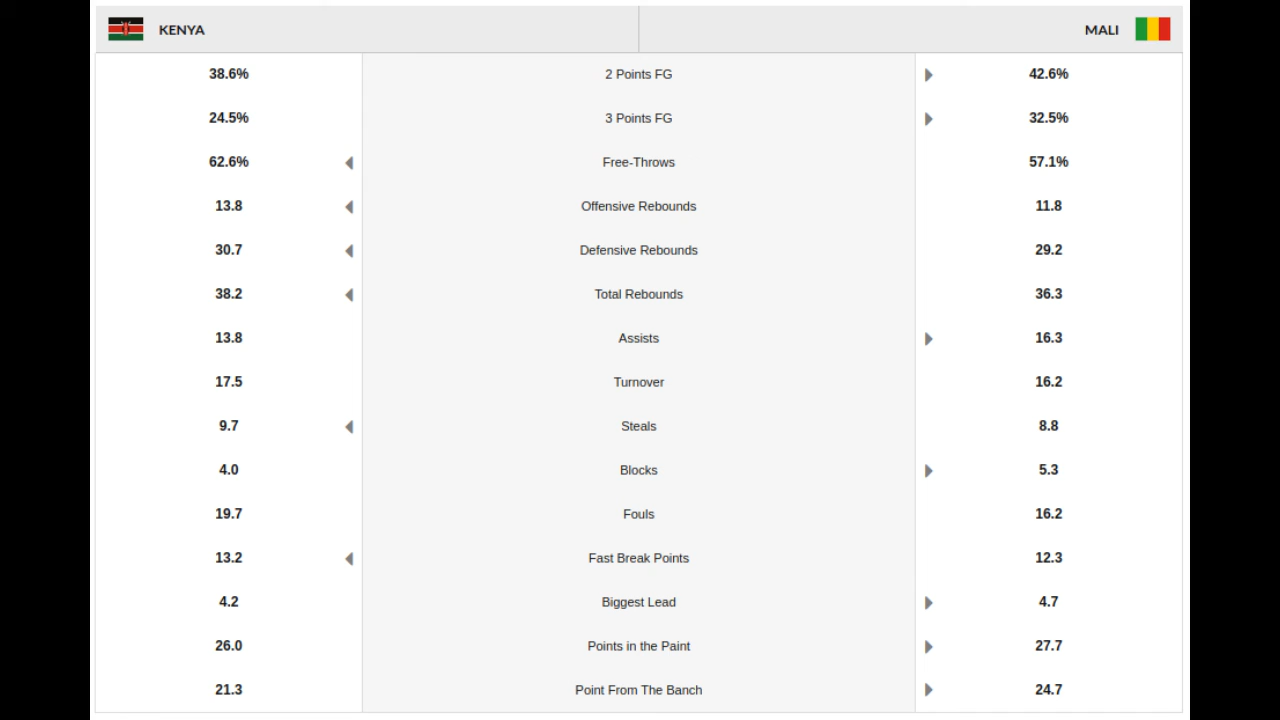 KENYA MALI
38.6% 2 Points FG 42.6%
24.5% 3 Points FG 32.5%
62.6% Free-Throws 57.1%
13.8 Offensive Rebounds 11.8
30.7 Defensive Rebounds 29.2
38.2 Total Rebounds 36.3
13.8 Assists 16.3
17.5 Turnover 16.2
9.7 Steals 8.8
4.0 Blocks 5.3
19.7 Fouls 16.2
13.2 Fast Break Points 12.3
4.2 Biggest Lead 4.7
26.0 Points in the Paint 27.7
21.3 Point From The Banch 24.7